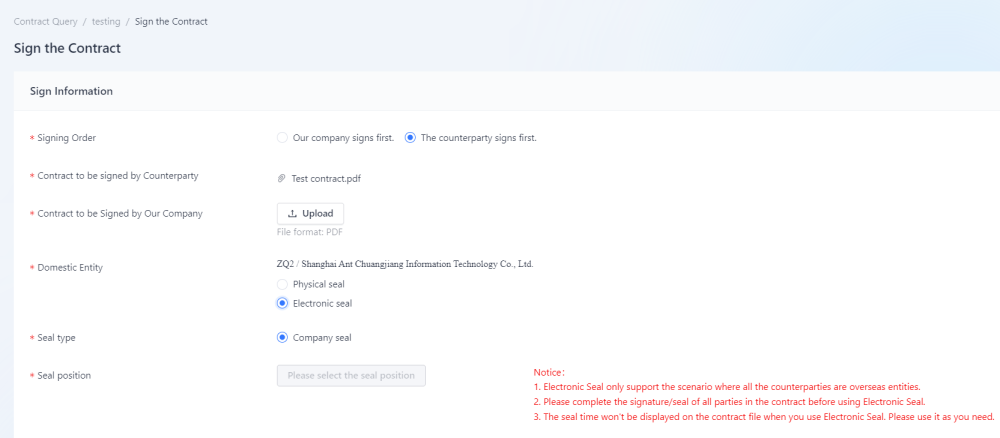 Contract Query / testing / Sign the Contract
Sign the Contract
Sign Information
* Signing Order
Our company signs first. The counterparty signs first.
* Contract to be signed by Counterparty
Test contract.pdf
* Contract to be Signed by Our Company
Upload
File format: PDF
* Domestic Entity
ZQ2 / Shanghai Ant Chuangjiang Information Technology Co., Ltd.
Physical seal
Electronic seal
* Seal type
Company seal
* Seal position
Please select the seal position
Notice:
1. Electronic Seal only support the scenario where all the counterparties are overseas entities.
2. Please complete the signature/seal of all parties in the contract before using Electronic Seal.
3. The seal time won't be displayed on the contract file when you use Electronic Seal. Please use it as you need.